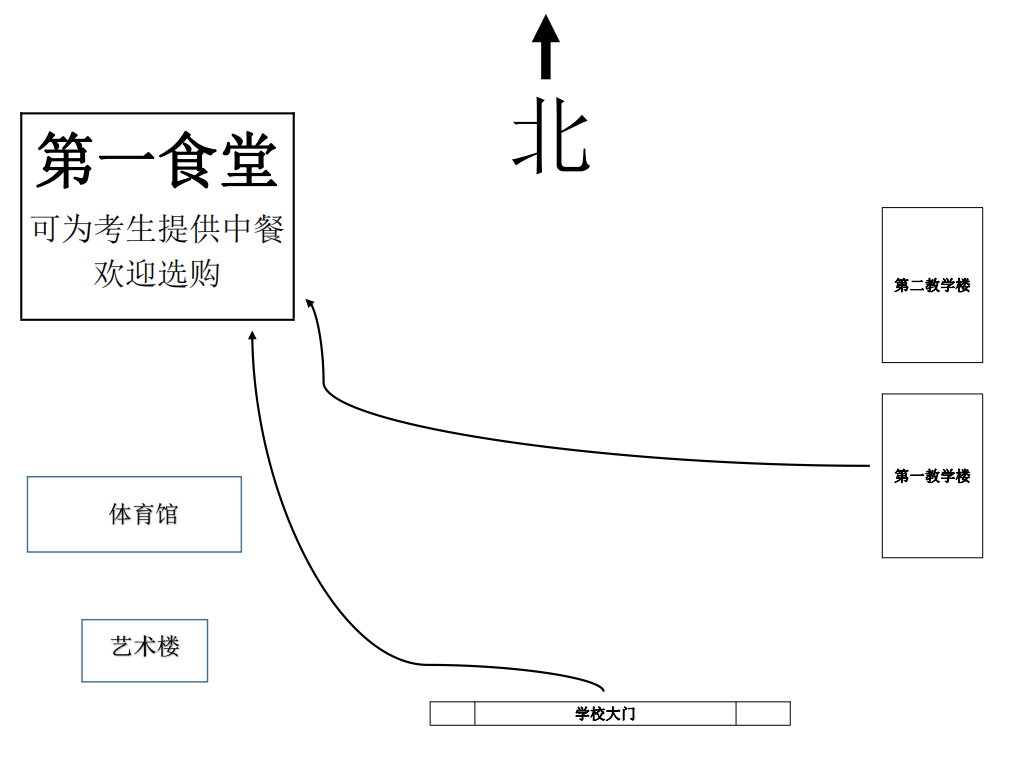 北
第一食堂
可为考生提供中餐
欢迎选购
第二教学楼
第一教学楼
体育馆
艺术楼
学校大门